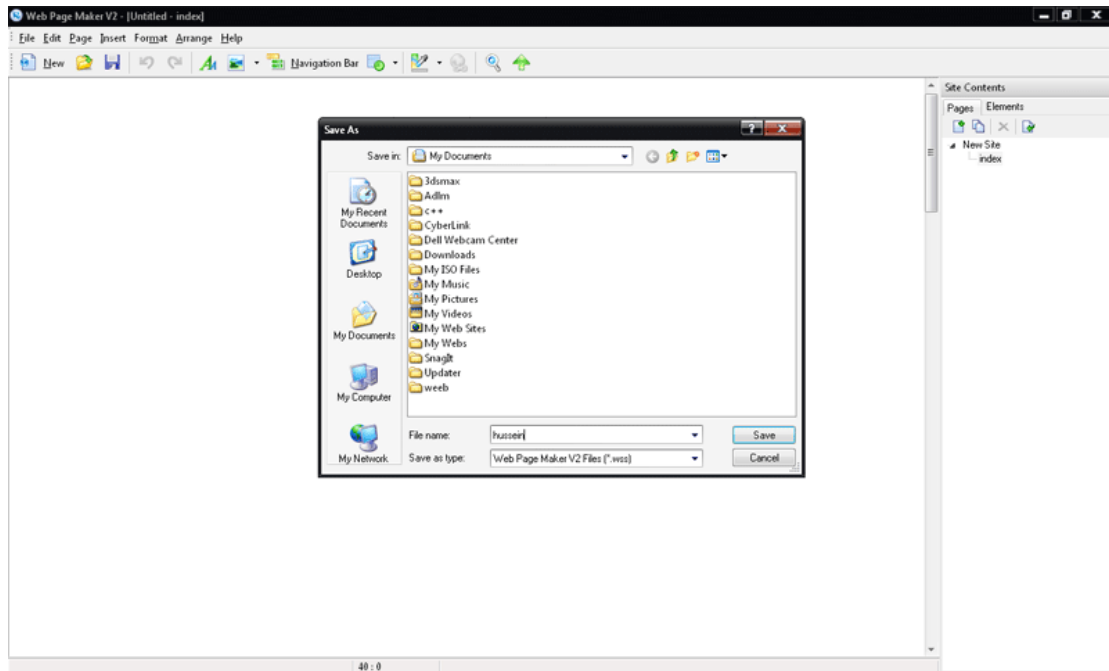 Web Page Maker V2 - [Untitled - index]
File Edit Page Insert Format Arrange Help
New Navigation Bar
Site Contents
Pages Elements
New Site
index
Save As
Save in: My Documents
My Recent Documents
Desktop
My Documents
My Computer
My Network
3dsmax
Adlm
c++
CyberLink
Dell Webcam Center
Downloads
My ISO Files
My Music
My Pictures
My Videos
My Web Sites
My Webs
SnagIt
Updater
weeb
File name: hussein Save
Save as type: Web Page Maker V2 Files (*.wss) Cancel
40 : 0